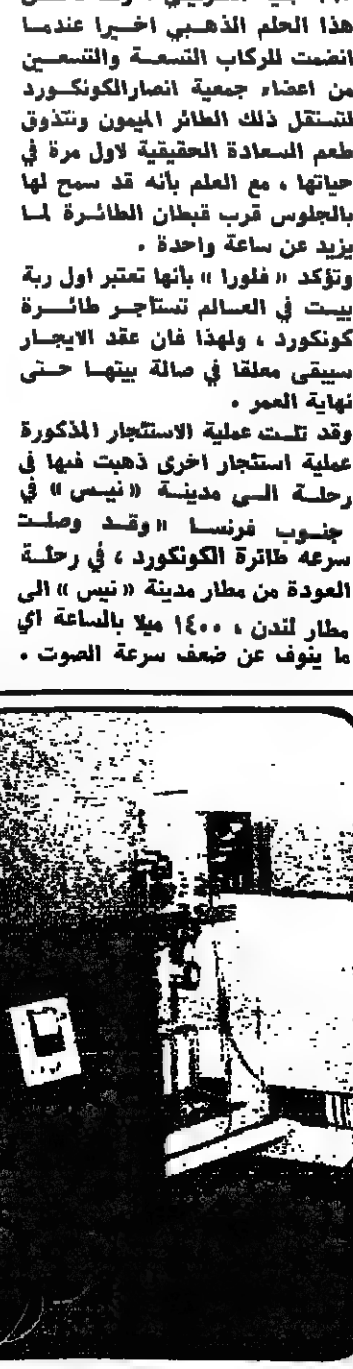 هذا الحلم الذهبي اخيرا عندما
انضمت للركاب التسعة والتسعين
من اعضاء جمعية انصار الكونكورد
لتستقل ذلك الطائر الميمون وتتذوق
طعم السعادة الحقيقية لاول مرة في
حياتها ، مع العلم بأنه قد سمح لها
بالجلوس قرب قبطان الطائرة لما
يزيد عن ساعة واحدة .
وتؤكد « فلورا » بأنها تعتبر اول ربة
بيت في العالم تستأجر طائرة
كونكورد ، ولهذا فان عقد الايجار
سيبقى معلقا في صالة بيتها حتى
نهاية العمر .
وقد تلت عملية الاستئجار المذكورة
عملية استئجار اخرى ذهبت فيها في
رحلة الى مدينة « نيس » في
جنوب فرنسا « وقد وصلت
سرعه طائرة الكونكورد ، في رحلة
العودة من مطار مدينة « نيس » الى
مطار لندن ، ١٤٠٠ ميلا بالساعة اي
ما ينوف عن ضعف سرعة الصوت .